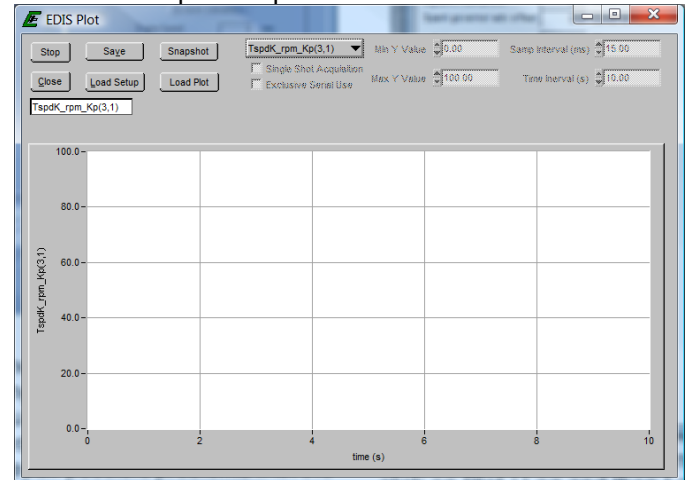 EDIS Plot
Stop Save Snapshot TspdK_rpm_Kp(3,1) Min Y Value 0.00 Samp Interval (ms) 15.00
Single Shot Acquisition
Close Load Setup Load Plot Exclusive Serial Use Max Y Value 100.00 Time Inerval (s) 10.00
TspdK_rpm_Kp(3,1)
100.0
80.0
60.0
40.0
20.0
0.0
TspdK_rpm_Kp(3,1)
0 2 4 6 8 10
time (s)